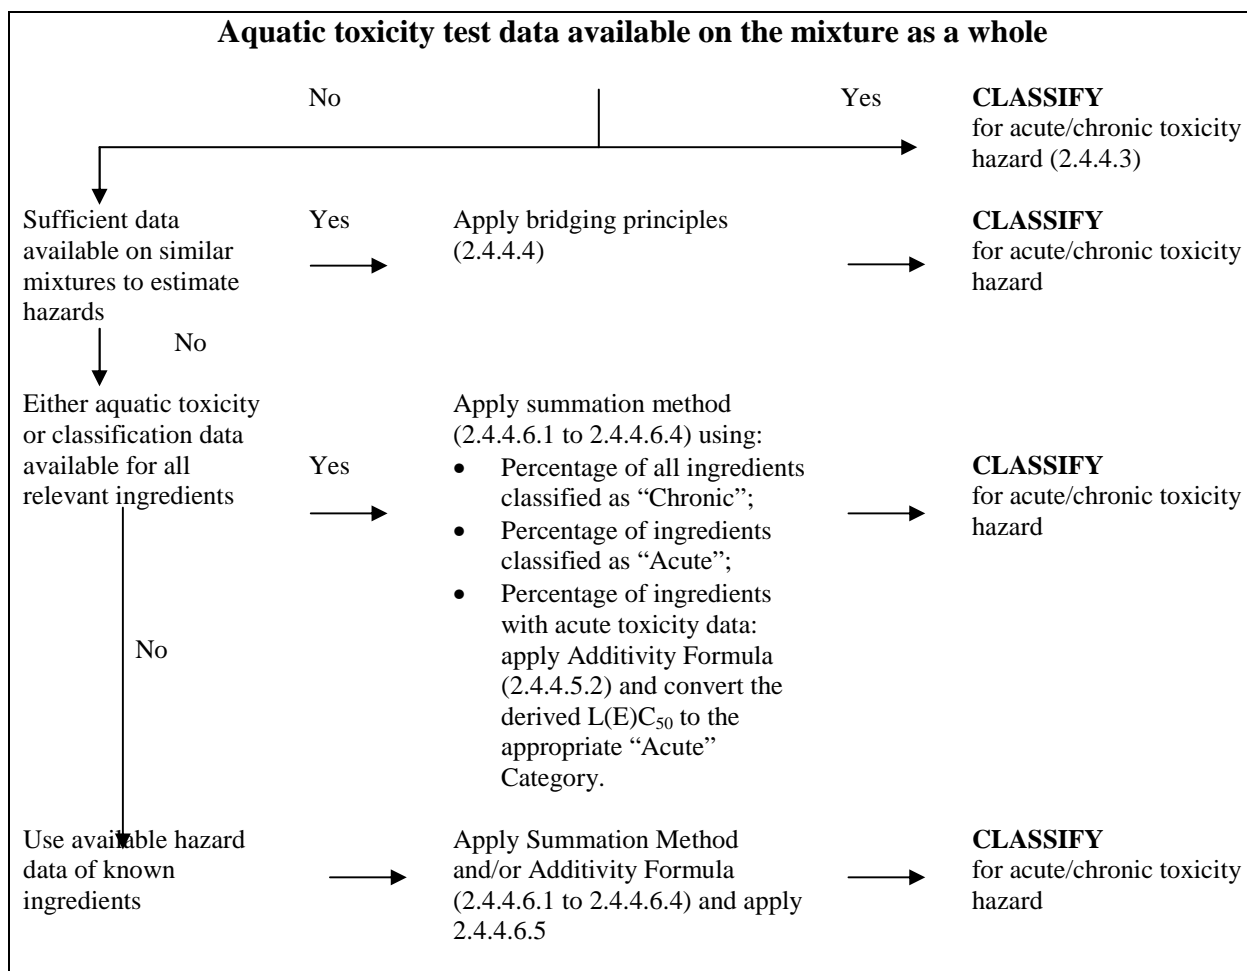 Aquatic toxicity test data available on the mixture as a whole
No
Yes
CLASSIFY
for acute/chronic toxicity
hazard (2.4.4.3)
Sufficient data
available on similar
mixtures to estimate
hazards
Yes
Apply bridging principles
(2.4.4.4)
CLASSIFY
for acute/chronic toxicity
hazard
No
Either aquatic toxicity
or classification data
available for all
relevant ingredients
Yes
Apply summation method
(2.4.4.6.1 to 2.4.4.6.4) using:
• Percentage of all ingredients
classified as “Chronic”;
• Percentage of ingredients
classified as “Acute”;
• Percentage of ingredients
with acute toxicity data:
apply Additivity Formula
(2.4.4.5.2) and convert the
derived L(E)C₅₀ to the
appropriate “Acute”
Category.
CLASSIFY
for acute/chronic toxicity
hazard
No
Use available hazard
data of known
ingredients
Apply Summation Method
and/or Additivity Formula
(2.4.4.6.1 to 2.4.4.6.4) and apply
2.4.4.6.5
CLASSIFY
for acute/chronic toxicity
hazard